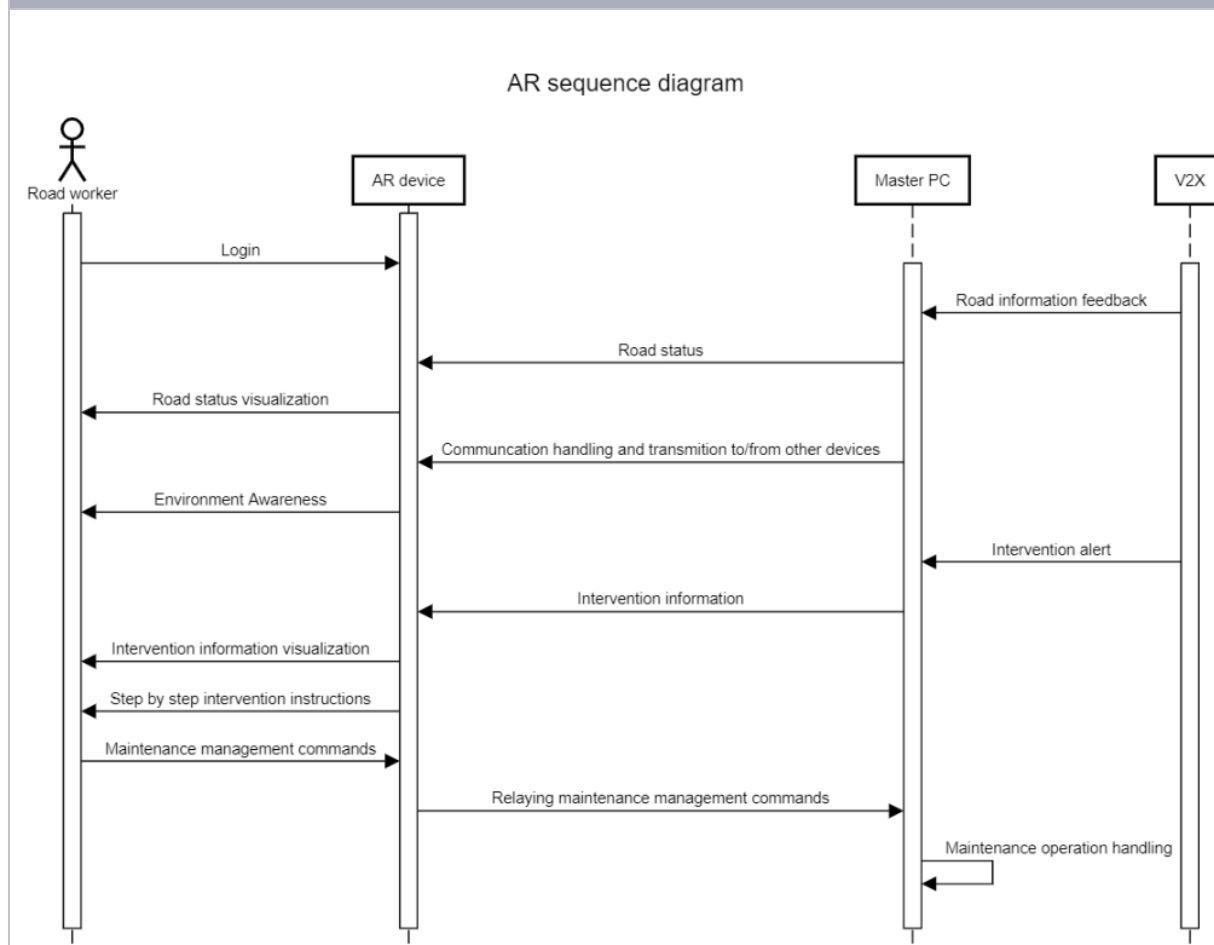 AR sequence diagram
Road worker
AR device
Master PC
V2X
Login
Road information feedback
Road status
Road status visualization
Communcation handling and transmition to/from other devices
Environment Awareness
Intervention alert
Intervention information
Intervention information visualization
Step by step intervention instructions
Maintenance management commands
Relaying maintenance management commands
Maintenance operation handling